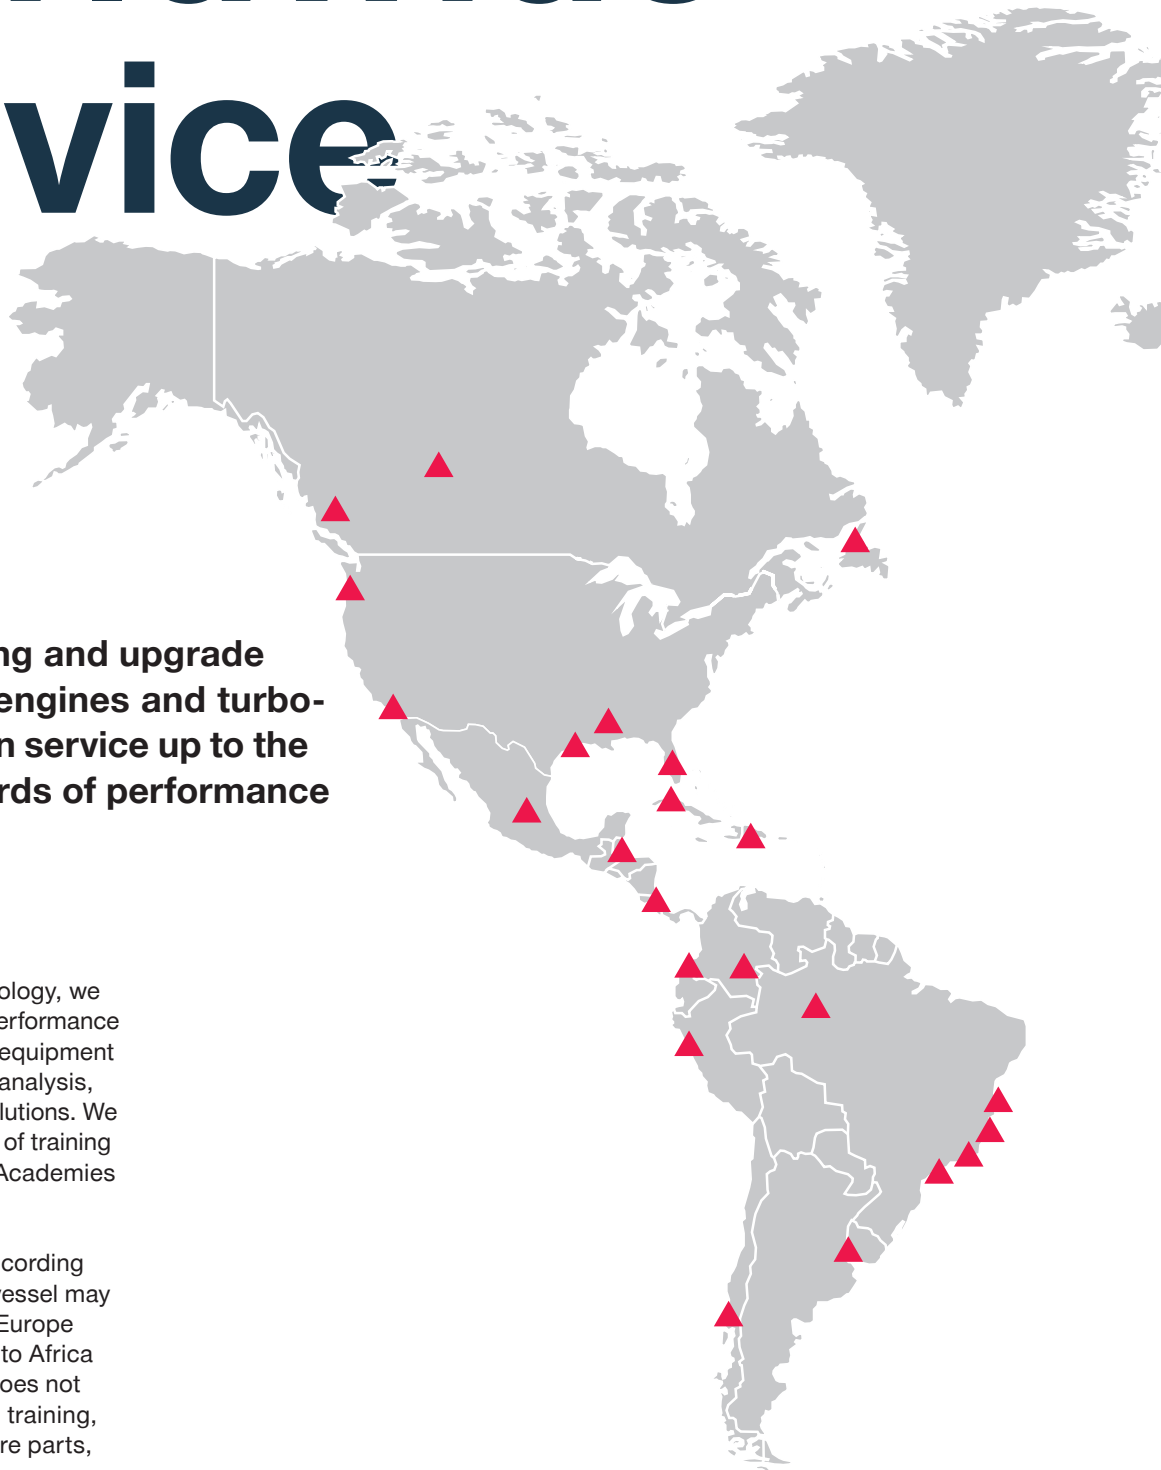 vice
ng and upgrade
engines and turbo-
n service up to the
rds of performance
ology, we
erformance
equipment
analysis,
lutions. We
of training
Academies
cording
vessel may
Europe
to Africa
oes not
training,
re parts,